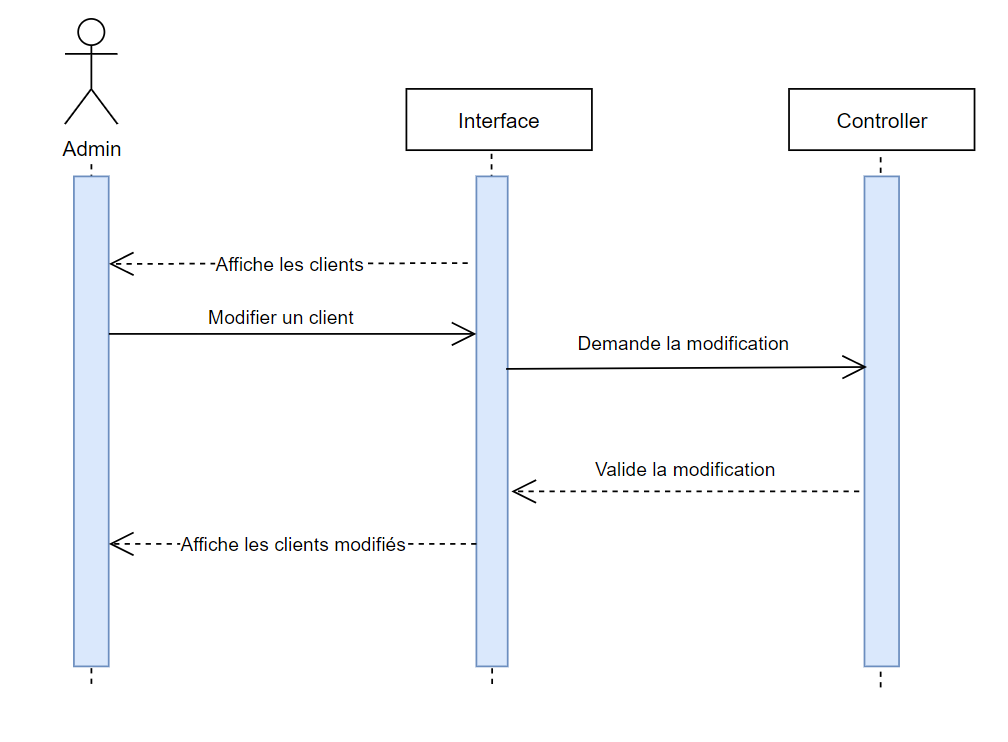 Interface
Controller
Admin
Affiche les clients
Modifier un client
Demande la modification
Valide la modification
Affiche les clients modifiés